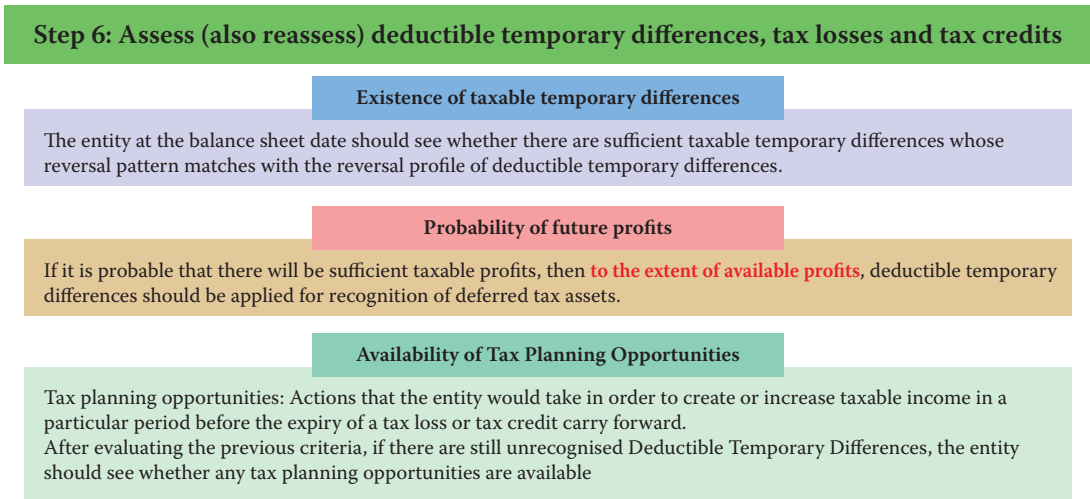 Step 6: Assess (also reassess) deductible temporary differences, tax losses and tax credits
Existence of taxable temporary differences
The entity at the balance sheet date should see whether there are sufficient taxable temporary differences whose
reversal pattern matches with the reversal profile of deductible temporary differences.
Probability of future profits
If it is probable that there will be sufficient taxable profits, then to the extent of available profits, deductible temporary
differences should be applied for recognition of deferred tax assets.
Availability of Tax Planning Opportunities
Tax planning opportunities: Actions that the entity would take in order to create or increase taxable income in a
particular period before the expiry of a tax loss or tax credit carry forward.
After evaluating the previous criteria, if there are still unrecognised Deductible Temporary Differences, the entity
should see whether any tax planning opportunities are available